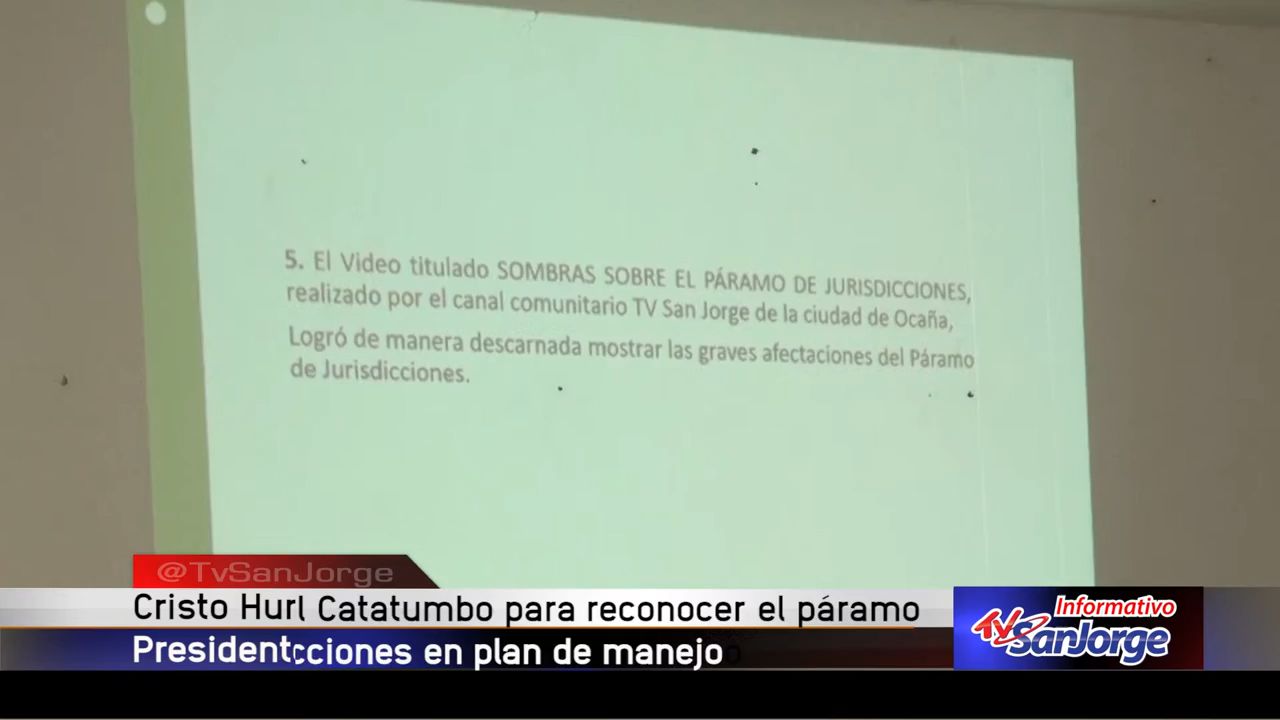 5. El Video titulado SOMBRAS SOBRE EL PÁRAMO DE JURISDICCIONES,
realizado por el canal comunitario TV San Jorge de la ciudad de Ocaña,
Logró de manera descarnada mostrar las graves afectaciones del Páramo
de Jurisdicciones.
@TvSanJorge
Cristo Hurl Catatumbo para reconocer el páramo
Presidentcciones en plan de manejo
Informativo
TV SanJorge